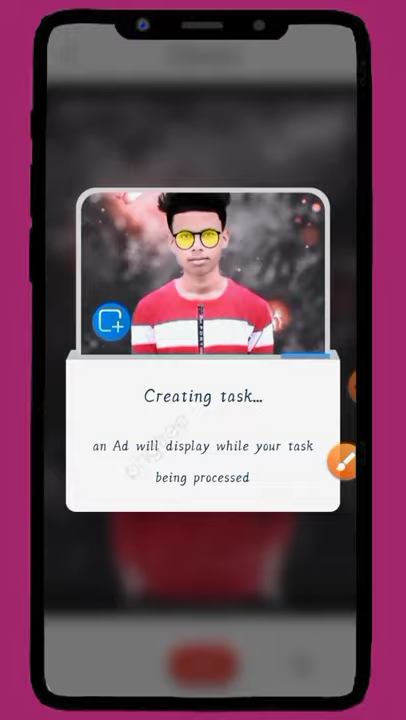 Creating task...
an Ad will display while your task
being processed